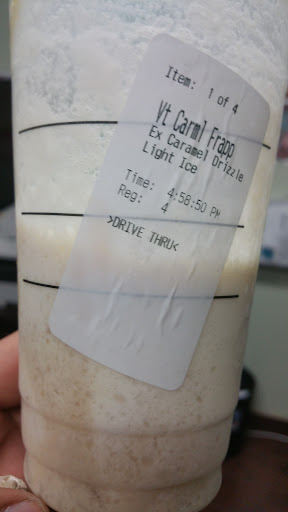 Item: 1 of 4
Vt Carml Frapp
Ex Caramel Drizzle
Light Ice
Time: 4:58:50 PM
Reg: 4
>DRIVE THRU<